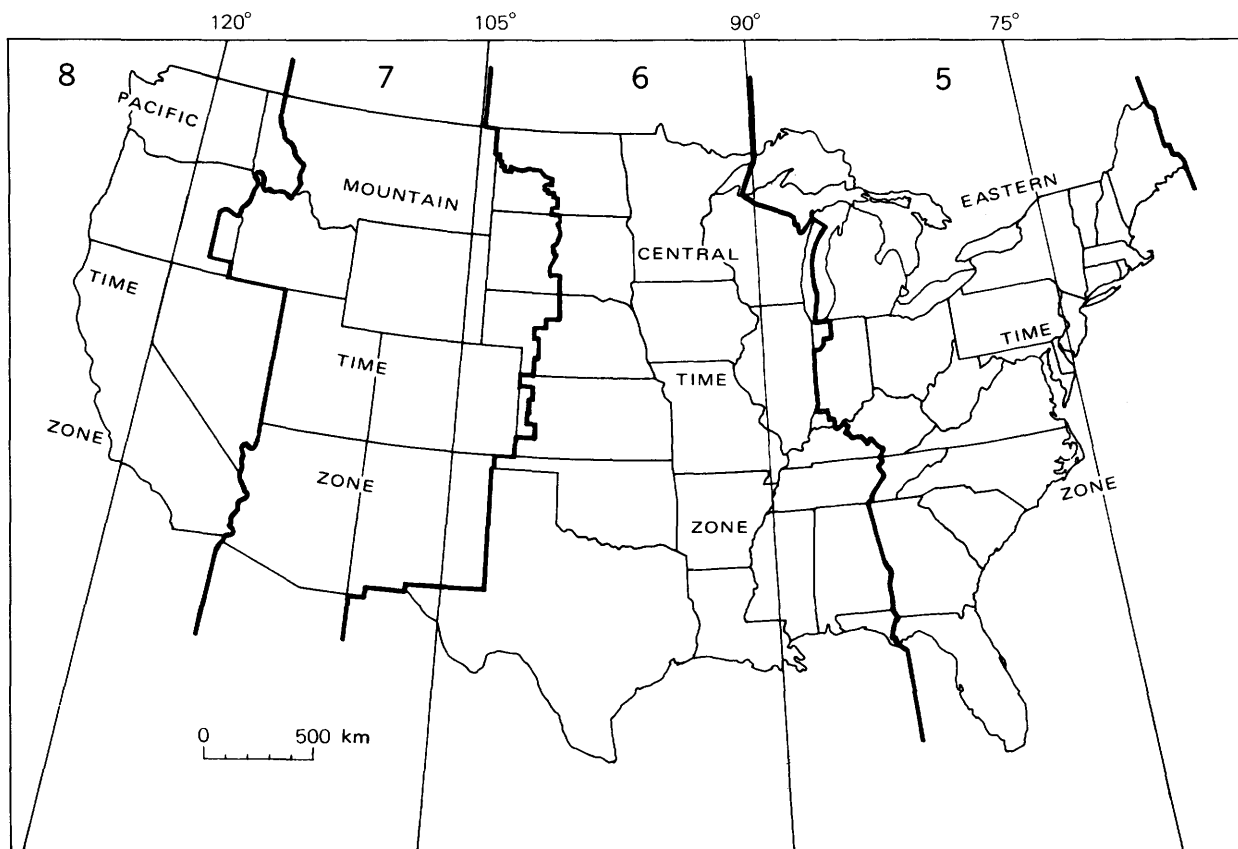 120°
105°
90°
75°
8
7
6
5
PACIFIC
MOUNTAIN
CENTRAL
EASTERN
TIME
TIME
TIME
TIME
ZONE
ZONE
ZONE
ZONE
0 500 km